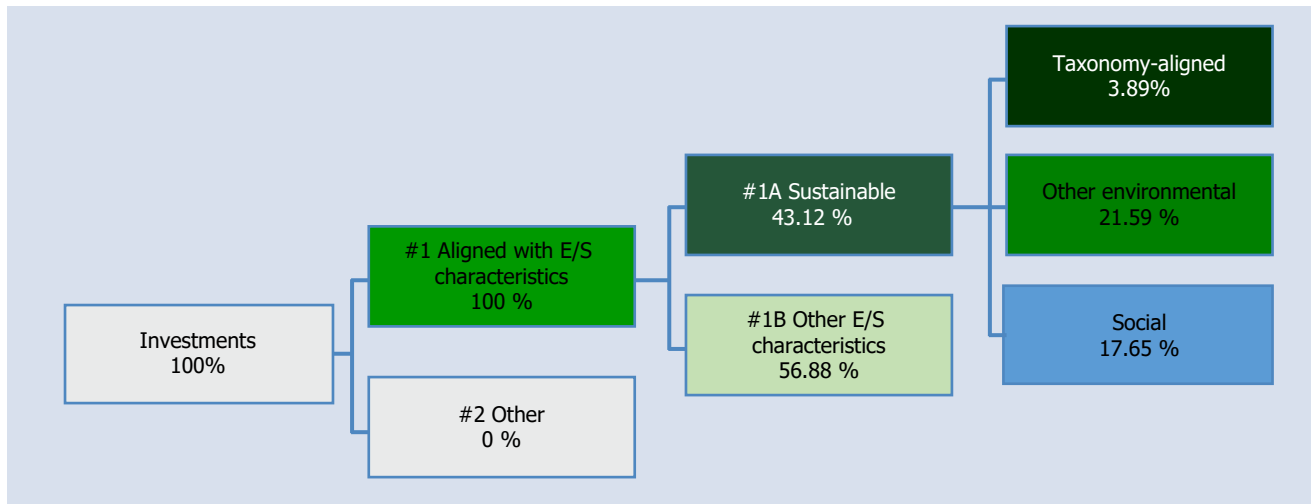 Investments
100%
#1 Aligned with E/S
characteristics
100 %
#2 Other
0 %
#1A Sustainable
43.12 %
#1B Other E/S
characteristics
56.88 %
Taxonomy-aligned
3.89%
Other environmental
21.59 %
Social
17.65 %